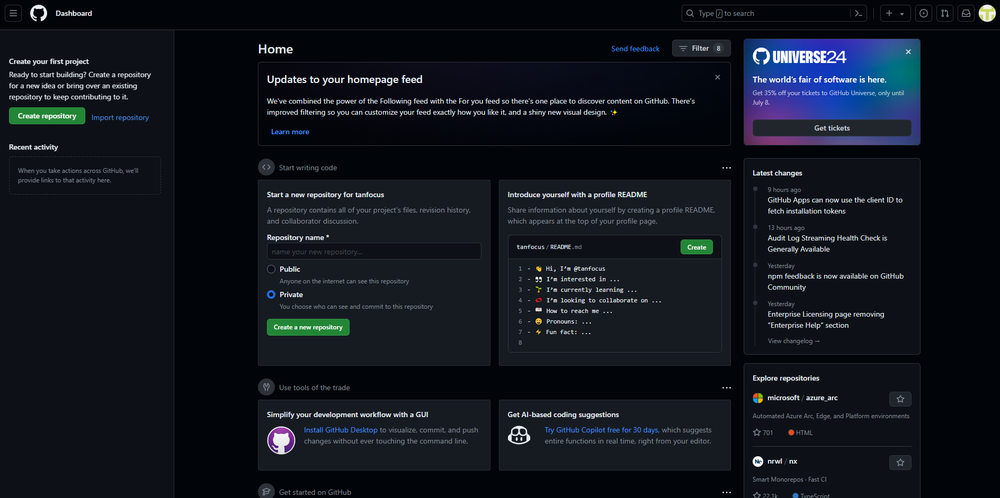 Dashboard
Type / to search
Create your first project
Ready to start building? Create a repository
for a new idea or bring over an existing
repository to keep contributing to it.
Create repository
Import repository
Recent activity
When you take actions across GitHub, we'll
provide links to that activity here.
Home
Send feedback
Filter 8
Updates to your homepage feed
We've combined the power of the Following feed with the For you feed so there's one place to discover content on GitHub. There's
improved filtering so you can customize your feed exactly how you like it, and a shiny new visual design. ✨
Learn more
Start writing code
Start a new repository for tanfocus
A repository contains all of your project's files, revision history,
and collaborator discussion.
Repository name *
name your new repository...
Public
Anyone on the internet can see this repository
Private
You choose who can see and commit to this repository
Create a new repository
Introduce yourself with a profile README
Share information about yourself by creating a profile README,
which appears at the top of your profile page.
tanfocus / README.md
Create
1 - 👋 Hi, I’m @tanfocus
2 - 👀 I’m interested in ...
3 - 🌱 I’m currently learning ...
4 - 💞️ I’m looking to collaborate on ...
5 - 📫 How to reach me ...
6 - 😄 Pronouns: ...
7 - ⚡ Fun fact: ...
8
Use tools of the trade
Simplify your development workflow with a GUI
Install GitHub Desktop to visualize, commit, and push
changes without ever touching the command line.
Get AI-based coding suggestions
Try GitHub Copilot free for 30 days, which suggests
entire functions in real time, right from your editor.
Get started on GitHub
UNIVERSE24
The world’s fair of software is here.
Get 35% off your tickets to GitHub Universe, only until
July 8.
Get tickets
Latest changes
9 hours ago
GitHub Apps can now use the client ID to
fetch installation tokens
13 hours ago
Audit Log Streaming Health Check is
Generally Available
Yesterday
npm feedback is now available on GitHub
Community
Yesterday
Enterprise Licensing page removing
“Enterprise Help” section
View changelog →
Explore repositories
microsoft / azure_arc
Automated Azure Arc, Edge, and Platform environments
701
HTML
nrwl / nx
Smart Monorepos · Fast CI
22.1k
TypeScript